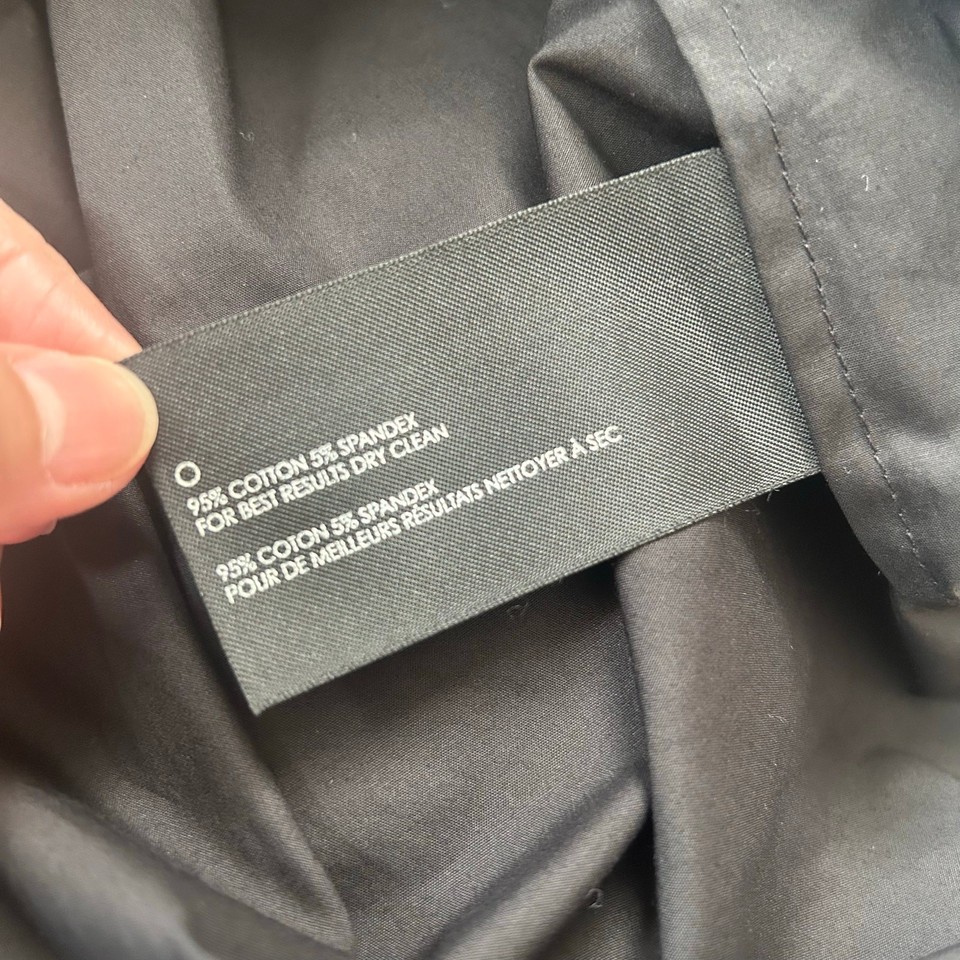 95% COTTON 5% SPANDEX
FOR BEST RESULTS DRY CLEAN
95% COTON 5% SPANDEX
POUR DE MEILLEURS RÉSULTATS NETTOYER À SEC